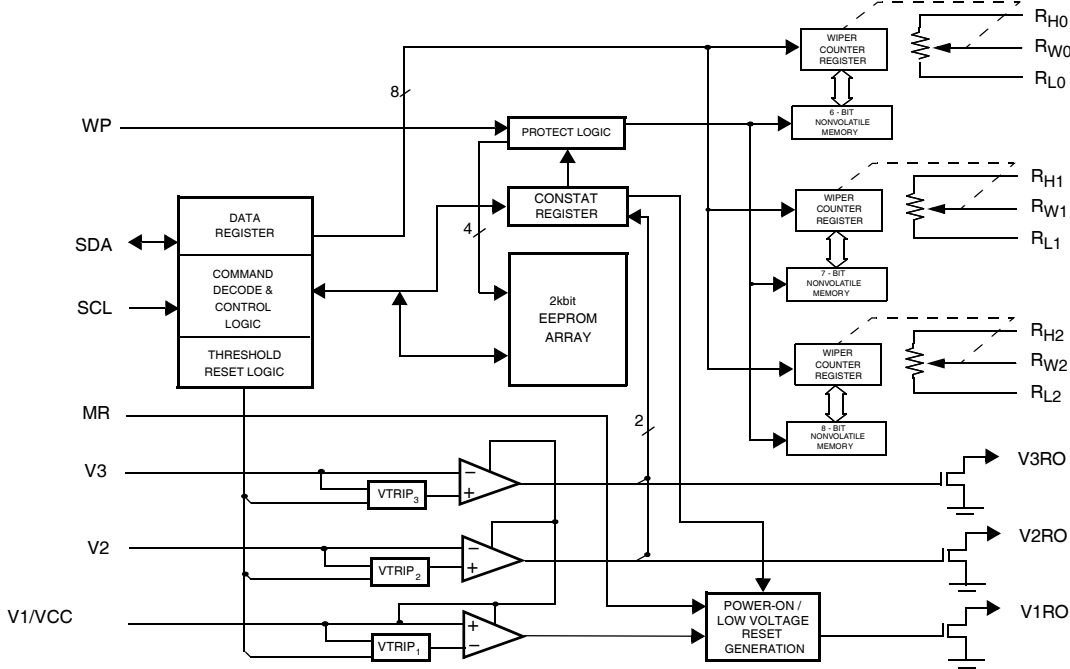 RH0
WIPER
COUNTER
REGISTER
RW0
RL0
8
6 - BIT
NONVOLATILE
MEMORY
WP
PROTECT LOGIC
RH1
CONSTAT
REGISTER
WIPER
COUNTER
REGISTER
RW1
DATA
REGISTER
4
SDA
RL1
COMMAND
DECODE &
CONTROL
LOGIC
7 - BIT
NONVOLATILE
MEMORY
SCL
2kbit
EEPROM
ARRAY
RH2
THRESHOLD
RESET LOGIC
WIPER
COUNTER
REGISTER
RW2
RL2
MR
2
8 - BIT
NONVOLATILE
MEMORY
V3
V3RO
−
+
VTRIP3
V2
V2RO
−
+
VTRIP2
V1/VCC
V1RO
+
−
VTRIP1
POWER-ON /
LOW VOLTAGE
RESET
GENERATION